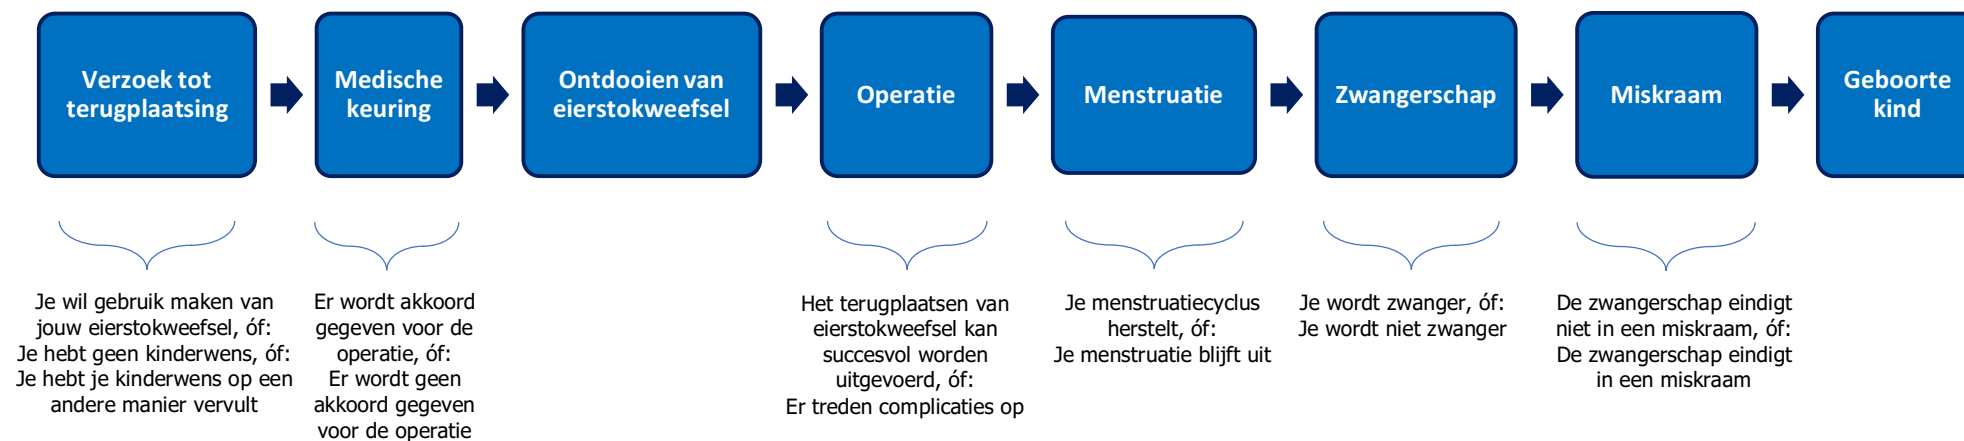 Verzoek tot
terugplaatsing
Medische
keuring
Ontdooien van
eierstokweefsel
Operatie
Menstruatie
Zwangerschap
Miskraam
Geboorte
kind
Je wil gebruik maken van
jouw eierstokweefsel, óf:
Je hebt geen kinderwens, óf:
Je hebt je kinderwens op een
andere manier vervult
Er wordt akkoord
gegeven voor de
operatie, óf:
Er wordt geen
akkoord gegeven
voor de operatie
Het terugplaatsen van
eierstokweefsel kan
succesvol worden
uitgevoerd, óf:
Er treden complicaties op
Je menstruatiecyclus
herstelt, óf:
Je menstruatie blijft uit
Je wordt zwanger, óf:
Je wordt niet zwanger
De zwangerschap eindigt
niet in een miskraam, óf:
De zwangerschap eindigt
in een miskraam